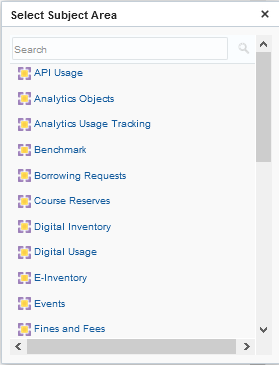 Select Subject Area
Search
API Usage
Analytics Objects
Analytics Usage Tracking
Benchmark
Borrowing Requests
Course Reserves
Digital Inventory
Digital Usage
E-Inventory
Events
Fines and Fees